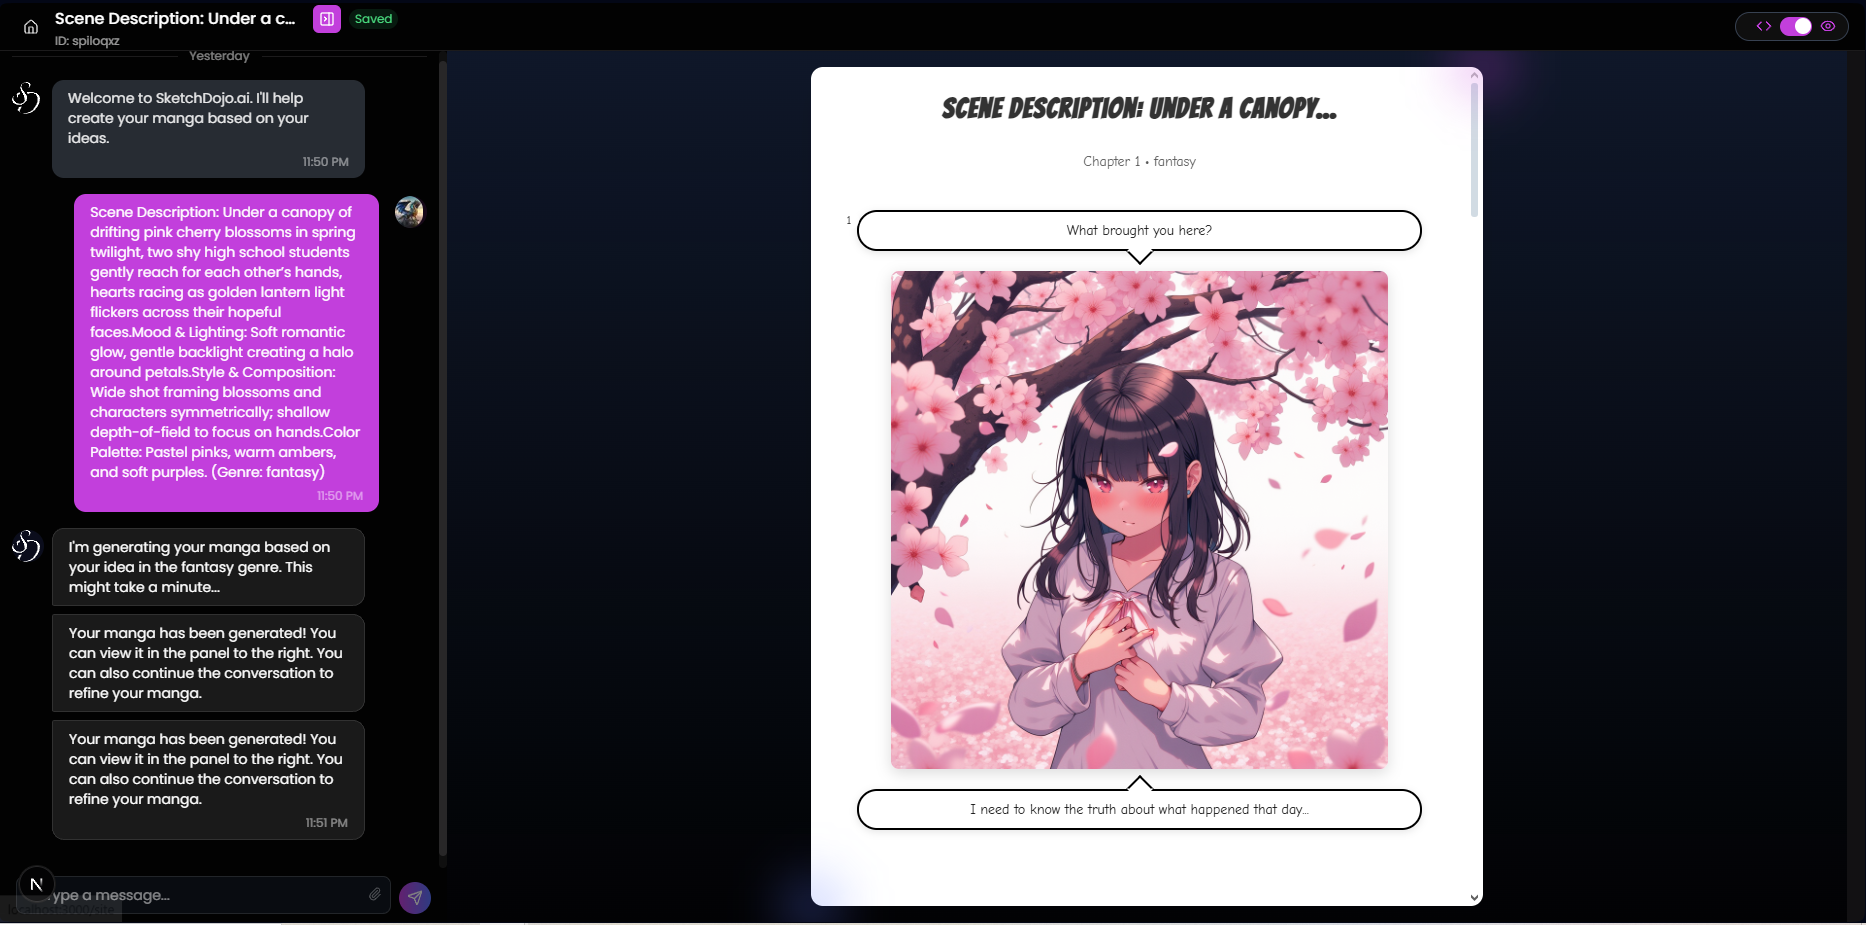 Scene Description: Under a c...
Saved
ID: spiloqxz
Yesterday
Welcome to SketchDojo.ai. I'll help
create your manga based on your
ideas.
11:50 PM
Scene Description: Under a canopy of
drifting pink cherry blossoms in spring
twilight, two shy high school students
gently reach for each other’s hands,
hearts racing as golden lantern light
flickers across their hopeful
faces.Mood & Lighting: Soft romantic
glow, gentle backlight creating a halo
around petals.Style & Composition:
Wide shot framing blossoms and
characters symmetrically; shallow
depth-of-field to focus on hands.Color
Palette: Pastel pinks, warm ambers,
and soft purples. (Genre: fantasy)
11:50 PM
I'm generating your manga based on
your idea in the fantasy genre. This
might take a minute...
Your manga has been generated! You
can view it in the panel to the right. You
can also continue the conversation to
refine your manga.
Your manga has been generated! You
can view it in the panel to the right. You
can also continue the conversation to
refine your manga.
11:51 PM
N
ype a message...
SCENE DESCRIPTION: UNDER A CANOPY...
Chapter 1 • fantasy
1
What brought you here?
I need to know the truth about what happened that day...